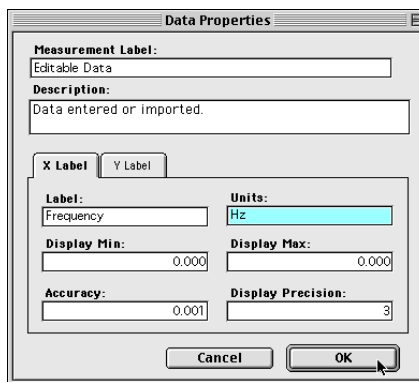 Data Properties
Measurement Label:
Editable Data
Description:
Data entered or imported.
X Label Y Label
Label: Units:
Frequency Hz
Display Min: Display Max:
0.000 0.000
Accuracy: Display Precision:
0.001 3
Cancel OK